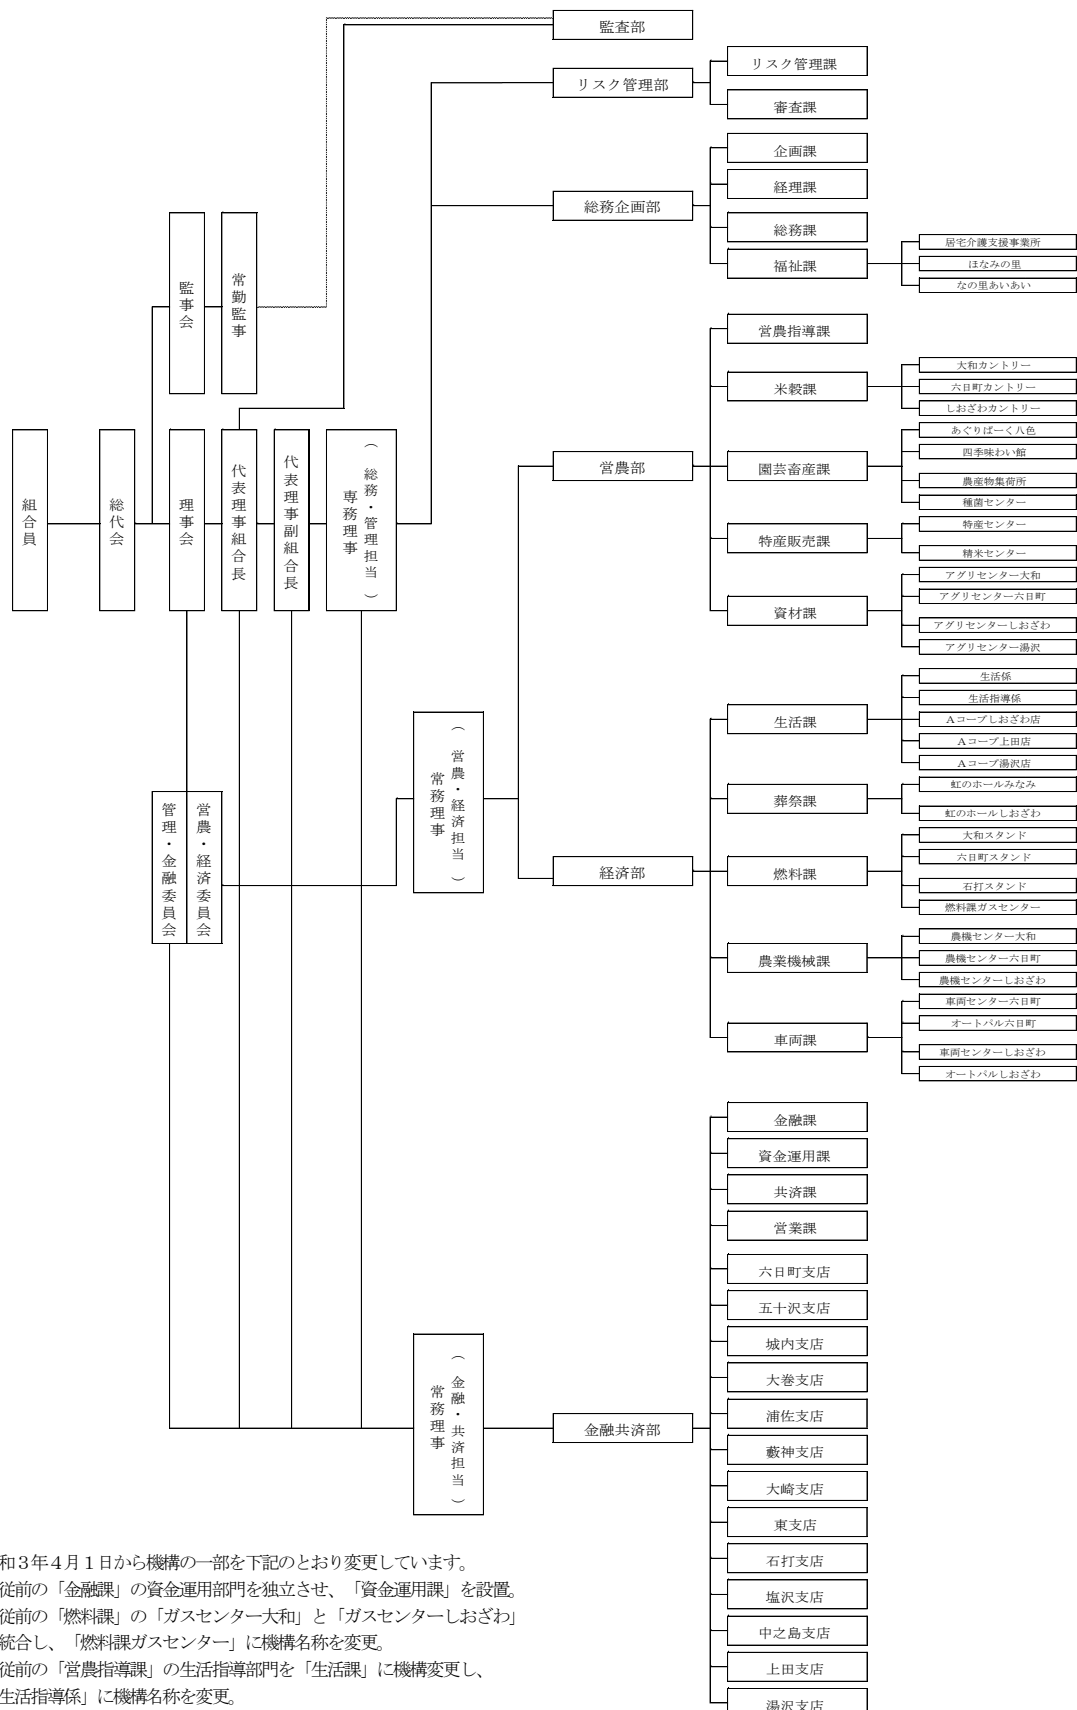 監査部
リスク管理部
リスク管理課
審査課
総務企画部
企画課
経理課
総務課
福祉課
居宅介護支援事業所
ほなみの里
なの里あいあい
監事会
常勤監事
組合員
総代会
理事会
代表理事組合長
代表理事副組合長
専務理事
（総務・管理担当）
営農部
営農指導課
米穀課
大和カントリー
六日町カントリー
しおざわカントリー
園芸畜産課
あぐりぱーく八色
四季味わい館
農産物集荷所
種菌センター
特産販売課
特産センター
精米センター
資材課
アグリセンター大和
アグリセンター六日町
アグリセンターしおざわ
アグリセンター湯沢
常務理事
（営農・経済担当）
管理・金融委員会
営農・経済委員会
経済部
生活課
生活係
生活指導係
Aコープしおざわ店
Aコープ上田店
Aコープ湯沢店
葬祭課
虹のホールみなみ
虹のホールしおざわ
燃料課
大和スタンド
六日町スタンド
石打スタンド
燃料課ガスセンター
農業機械課
農機センター大和
農機センター六日町
農機センターしおざわ
車両課
車両センター六日町
オートパル六日町
車両センターしおざわ
オートパルしおざわ
常務理事
（金融・共済担当）
金融共済部
金融課
資金運用課
共済課
営業課
六日町支店
五十沢支店
城内支店
大巻支店
浦佐支店
藪神支店
大崎支店
東支店
石打支店
塩沢支店
中之島支店
上田支店
湯沢支店
和３年４月１日から機構の一部を下記のとおり変更しています。
従前の「金融課」の資金運用部門を独立させ、「資金運用課」を設置。
従前の「燃料課」の「ガスセンター大和」と「ガスセンターしおざわ」
統合し、「燃料課ガスセンター」に機構名称を変更。
従前の「営農指導課」の生活指導部門を「生活課」に機構変更し、
生活指導係」に機構名称を変更。